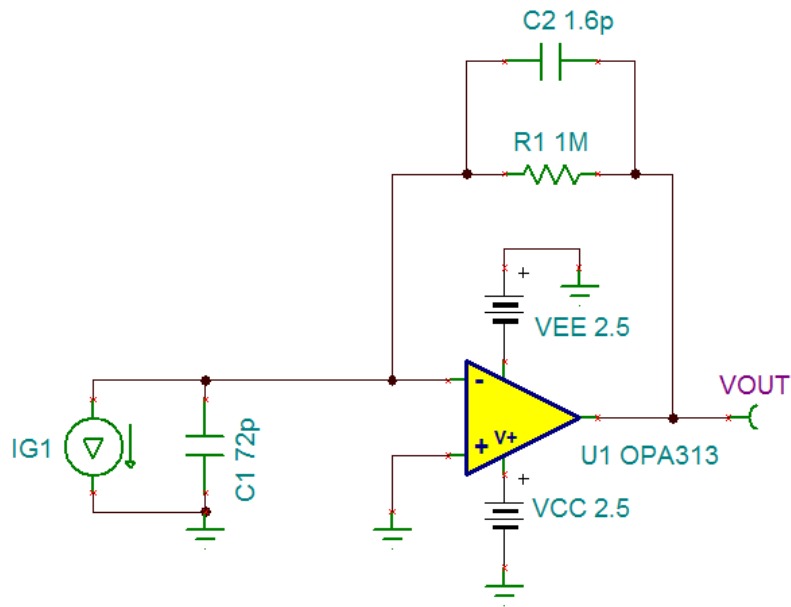 C2 1.6p
R1 1M
+
VEE 2.5
-
VOUT
IG1
C1 72p
+
V+
U1 OPA313
+
VCC 2.5